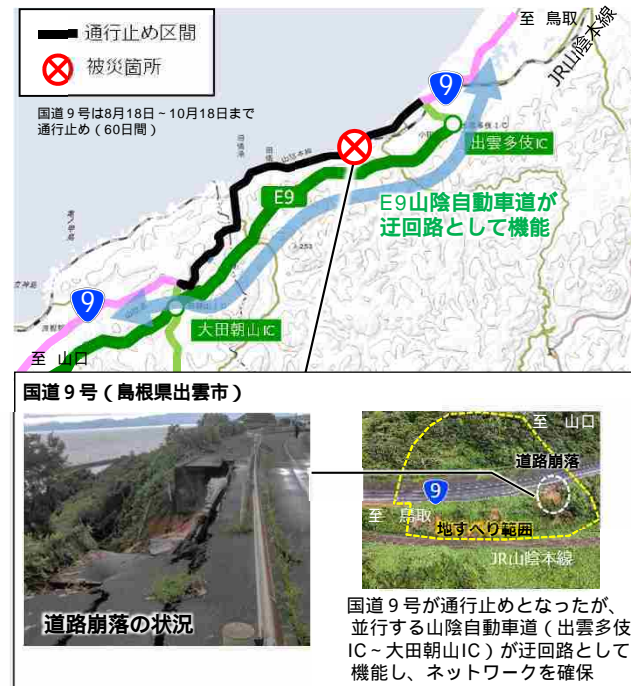 通行止め区間
被災箇所
国道9号は8月18日~10月18日まで
通行止め(60日間)
至 鳥取
JR山陰本線
9
出雲多伎IC
E9
E9山陰自動車道が
迂回路として機能
山陰本線
253
9
大田朝山IC
至 山口
国道9号(島根県出雲市)
道路崩落の状況
至 山口
道路崩落
9
至 鳥取
地すべり範囲
JR山陰本線
国道9号が通行止めとなったが、
並行する山陰自動車道(出雲多伎
IC~大田朝山IC)が迂回路として
機能し、ネットワークを確保